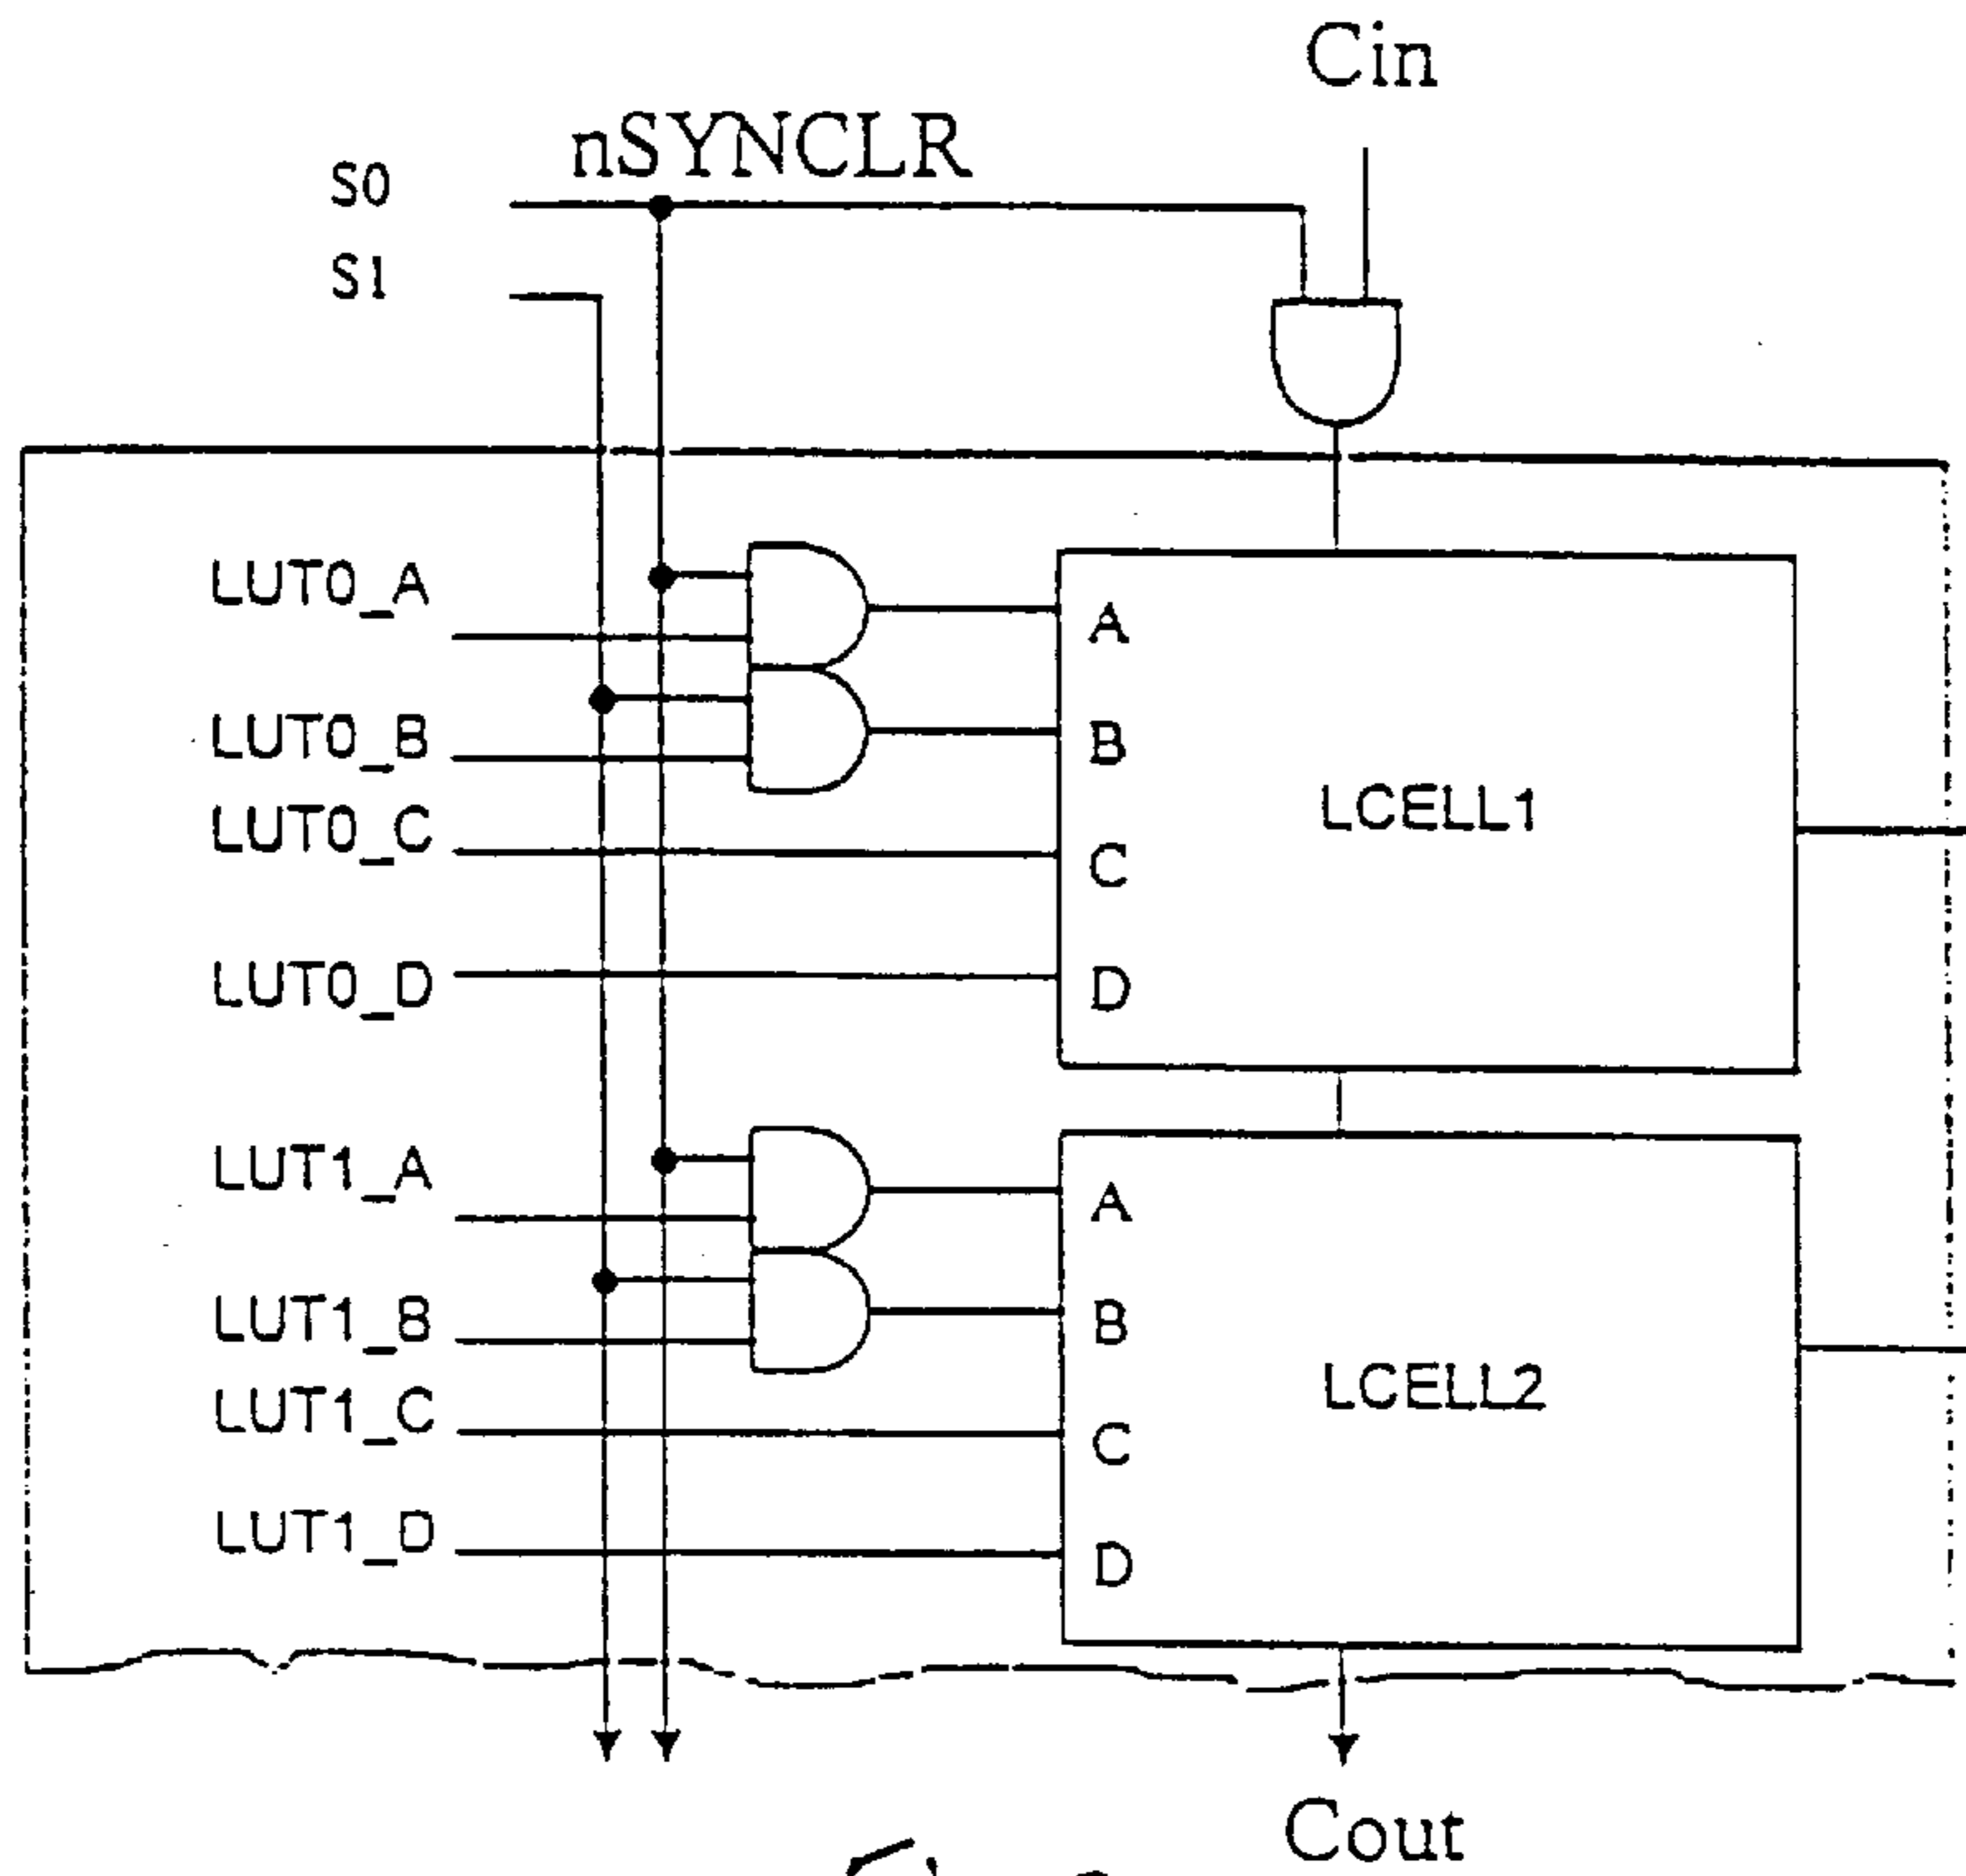 Cin
nSYNCLR
S0
S1
LUT0_A
LUT0_B
LUT0_C
LUT0_D
A
B
C
D
LCELL1
LUT1_A
LUT1_B
LUT1_C
LUT1_D
A
B
C
D
LCELL2
Cout